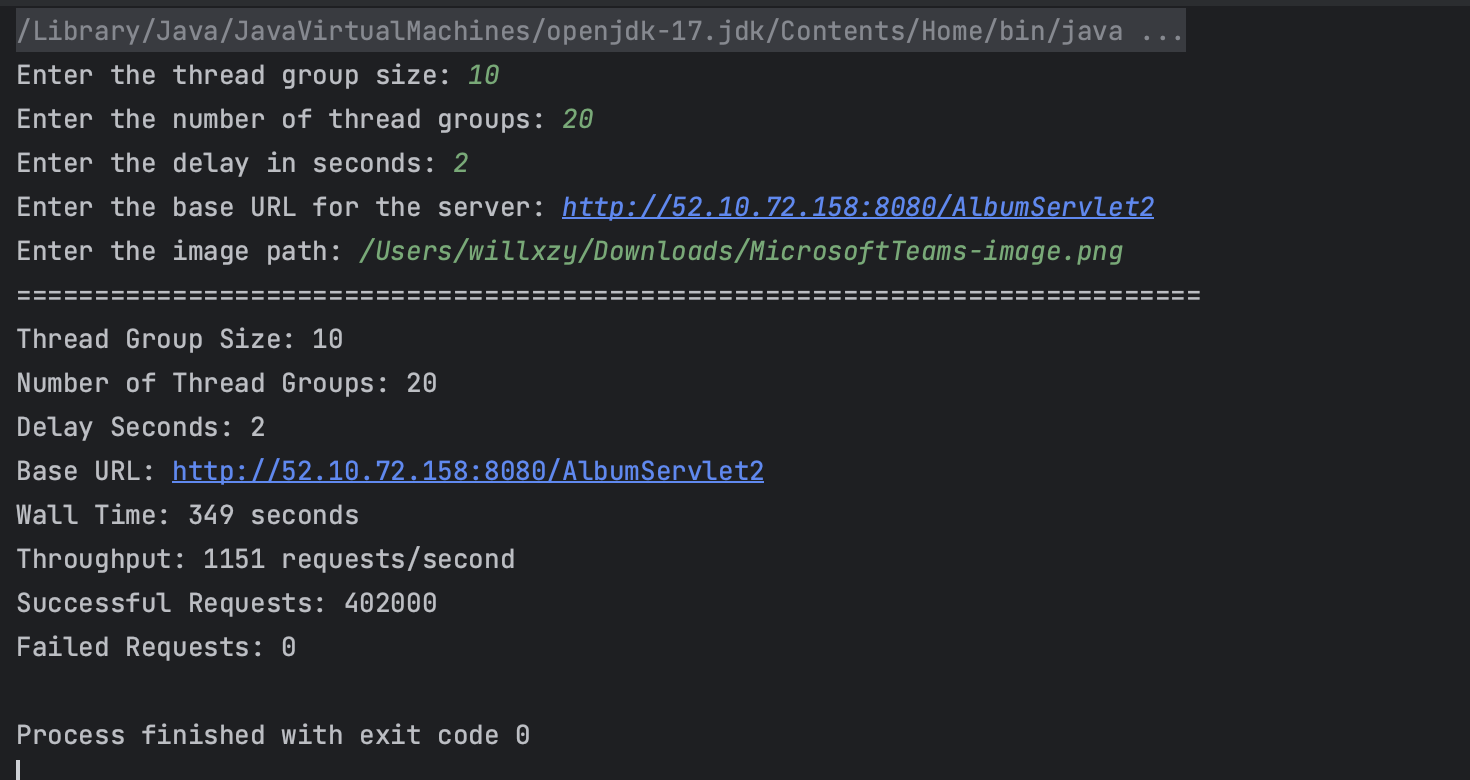 /Library/Java/JavaVirtualMachines/openjdk-17.jdk/Contents/Home/bin/java ...
Enter the thread group size: 10
Enter the number of thread groups: 20
Enter the delay in seconds: 2
Enter the base URL for the server: http://52.10.72.158:8080/AlbumServlet2
Enter the image path: /Users/willxzy/Downloads/MicrosoftTeams-image.png
============================================================================
Thread Group Size: 10
Number of Thread Groups: 20
Delay Seconds: 2
Base URL: http://52.10.72.158:8080/AlbumServlet2
Wall Time: 349 seconds
Throughput: 1151 requests/second
Successful Requests: 402000
Failed Requests: 0
Process finished with exit code 0